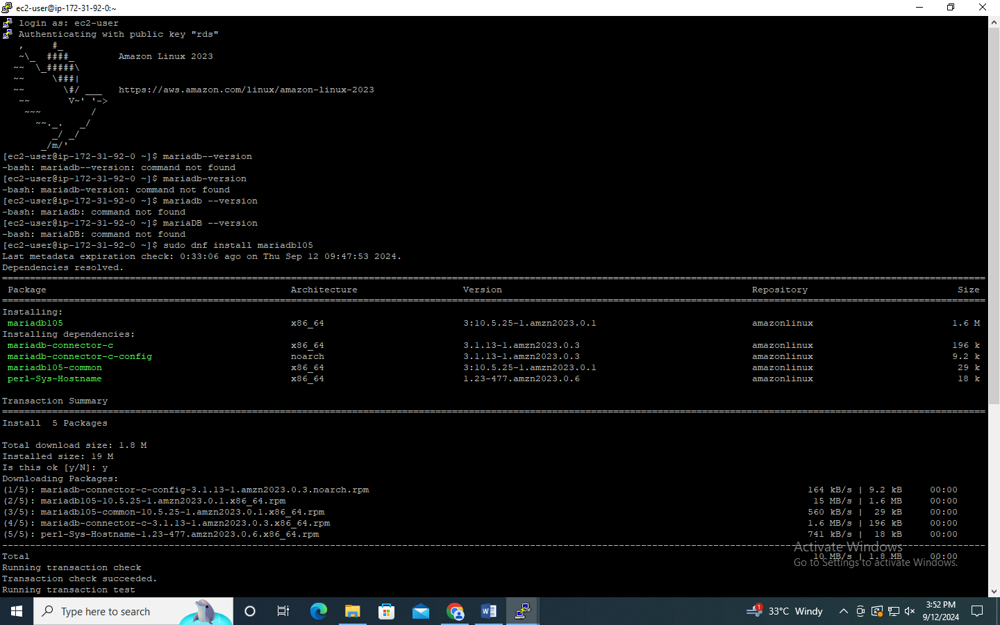 ec2-user@ip-172-31-92-0:~
login as: ec2-user
Authenticating with public key "rds"
   ,     #_
   ~\_  ####_        Amazon Linux 2023
  ~~  \_#####\
  ~~     \###|
  ~~       \#/ ___   https://aws.amazon.com/linux/amazon-linux-2023
   ~~       V~' '->
    ~~~         /
      ~~._.   _/
         _/ _/
       _/m/'
[ec2-user@ip-172-31-92-0 ~]$ mariadb--version
-bash: mariadb--version: command not found
[ec2-user@ip-172-31-92-0 ~]$ mariadb-version
-bash: mariadb-version: command not found
[ec2-user@ip-172-31-92-0 ~]$ mariadb --version
-bash: mariadb: command not found
[ec2-user@ip-172-31-92-0 ~]$ mariaDB --version
-bash: mariaDB: command not found
[ec2-user@ip-172-31-92-0 ~]$ sudo dnf install mariadb105
Last metadata expiration check: 0:33:06 ago on Thu Sep 12 09:47:53 2024.
Dependencies resolved.
Package Architecture Version Repository Size
Installing:
mariadb105 x86_64 3:10.5.25-1.amzn2023.0.1 amazonlinux 1.6 M
Installing dependencies:
mariadb-connector-c x86_64 3.1.13-1.amzn2023.0.3 amazonlinux 196 k
mariadb-connector-c-config noarch 3.1.13-1.amzn2023.0.3 amazonlinux 9.2 k
mariadb105-common x86_64 3:10.5.25-1.amzn2023.0.1 amazonlinux 29 k
perl-Sys-Hostname x86_64 1.23-477.amzn2023.0.6 amazonlinux 18 k
Transaction Summary
Install  5 Packages
Total download size: 1.8 M
Installed size: 19 M
Is this ok [y/N]: y
Downloading Packages:
(1/5): mariadb-connector-c-config-3.1.13-1.amzn2023.0.3.noarch.rpm 164 kB/s | 9.2 kB 00:00
(2/5): mariadb105-10.5.25-1.amzn2023.0.1.x86_64.rpm 15 MB/s | 1.6 MB 00:00
(3/5): mariadb105-common-10.5.25-1.amzn2023.0.1.x86_64.rpm 560 kB/s | 29 kB 00:00
(4/5): mariadb-connector-c-3.1.13-1.amzn2023.0.3.x86_64.rpm 1.6 MB/s | 196 kB 00:00
(5/5): perl-Sys-Hostname-1.23-477.amzn2023.0.6.x86_64.rpm 741 kB/s | 18 kB 00:00
Activate Windows
Total 10 MB/s | 1.8 MB 00:00
Go to Settings to activate Windows.
Running transaction check
Transaction check succeeded.
Running transaction test
Type here to search
W
1
33°C Windy
3:52 PM
9/12/2024